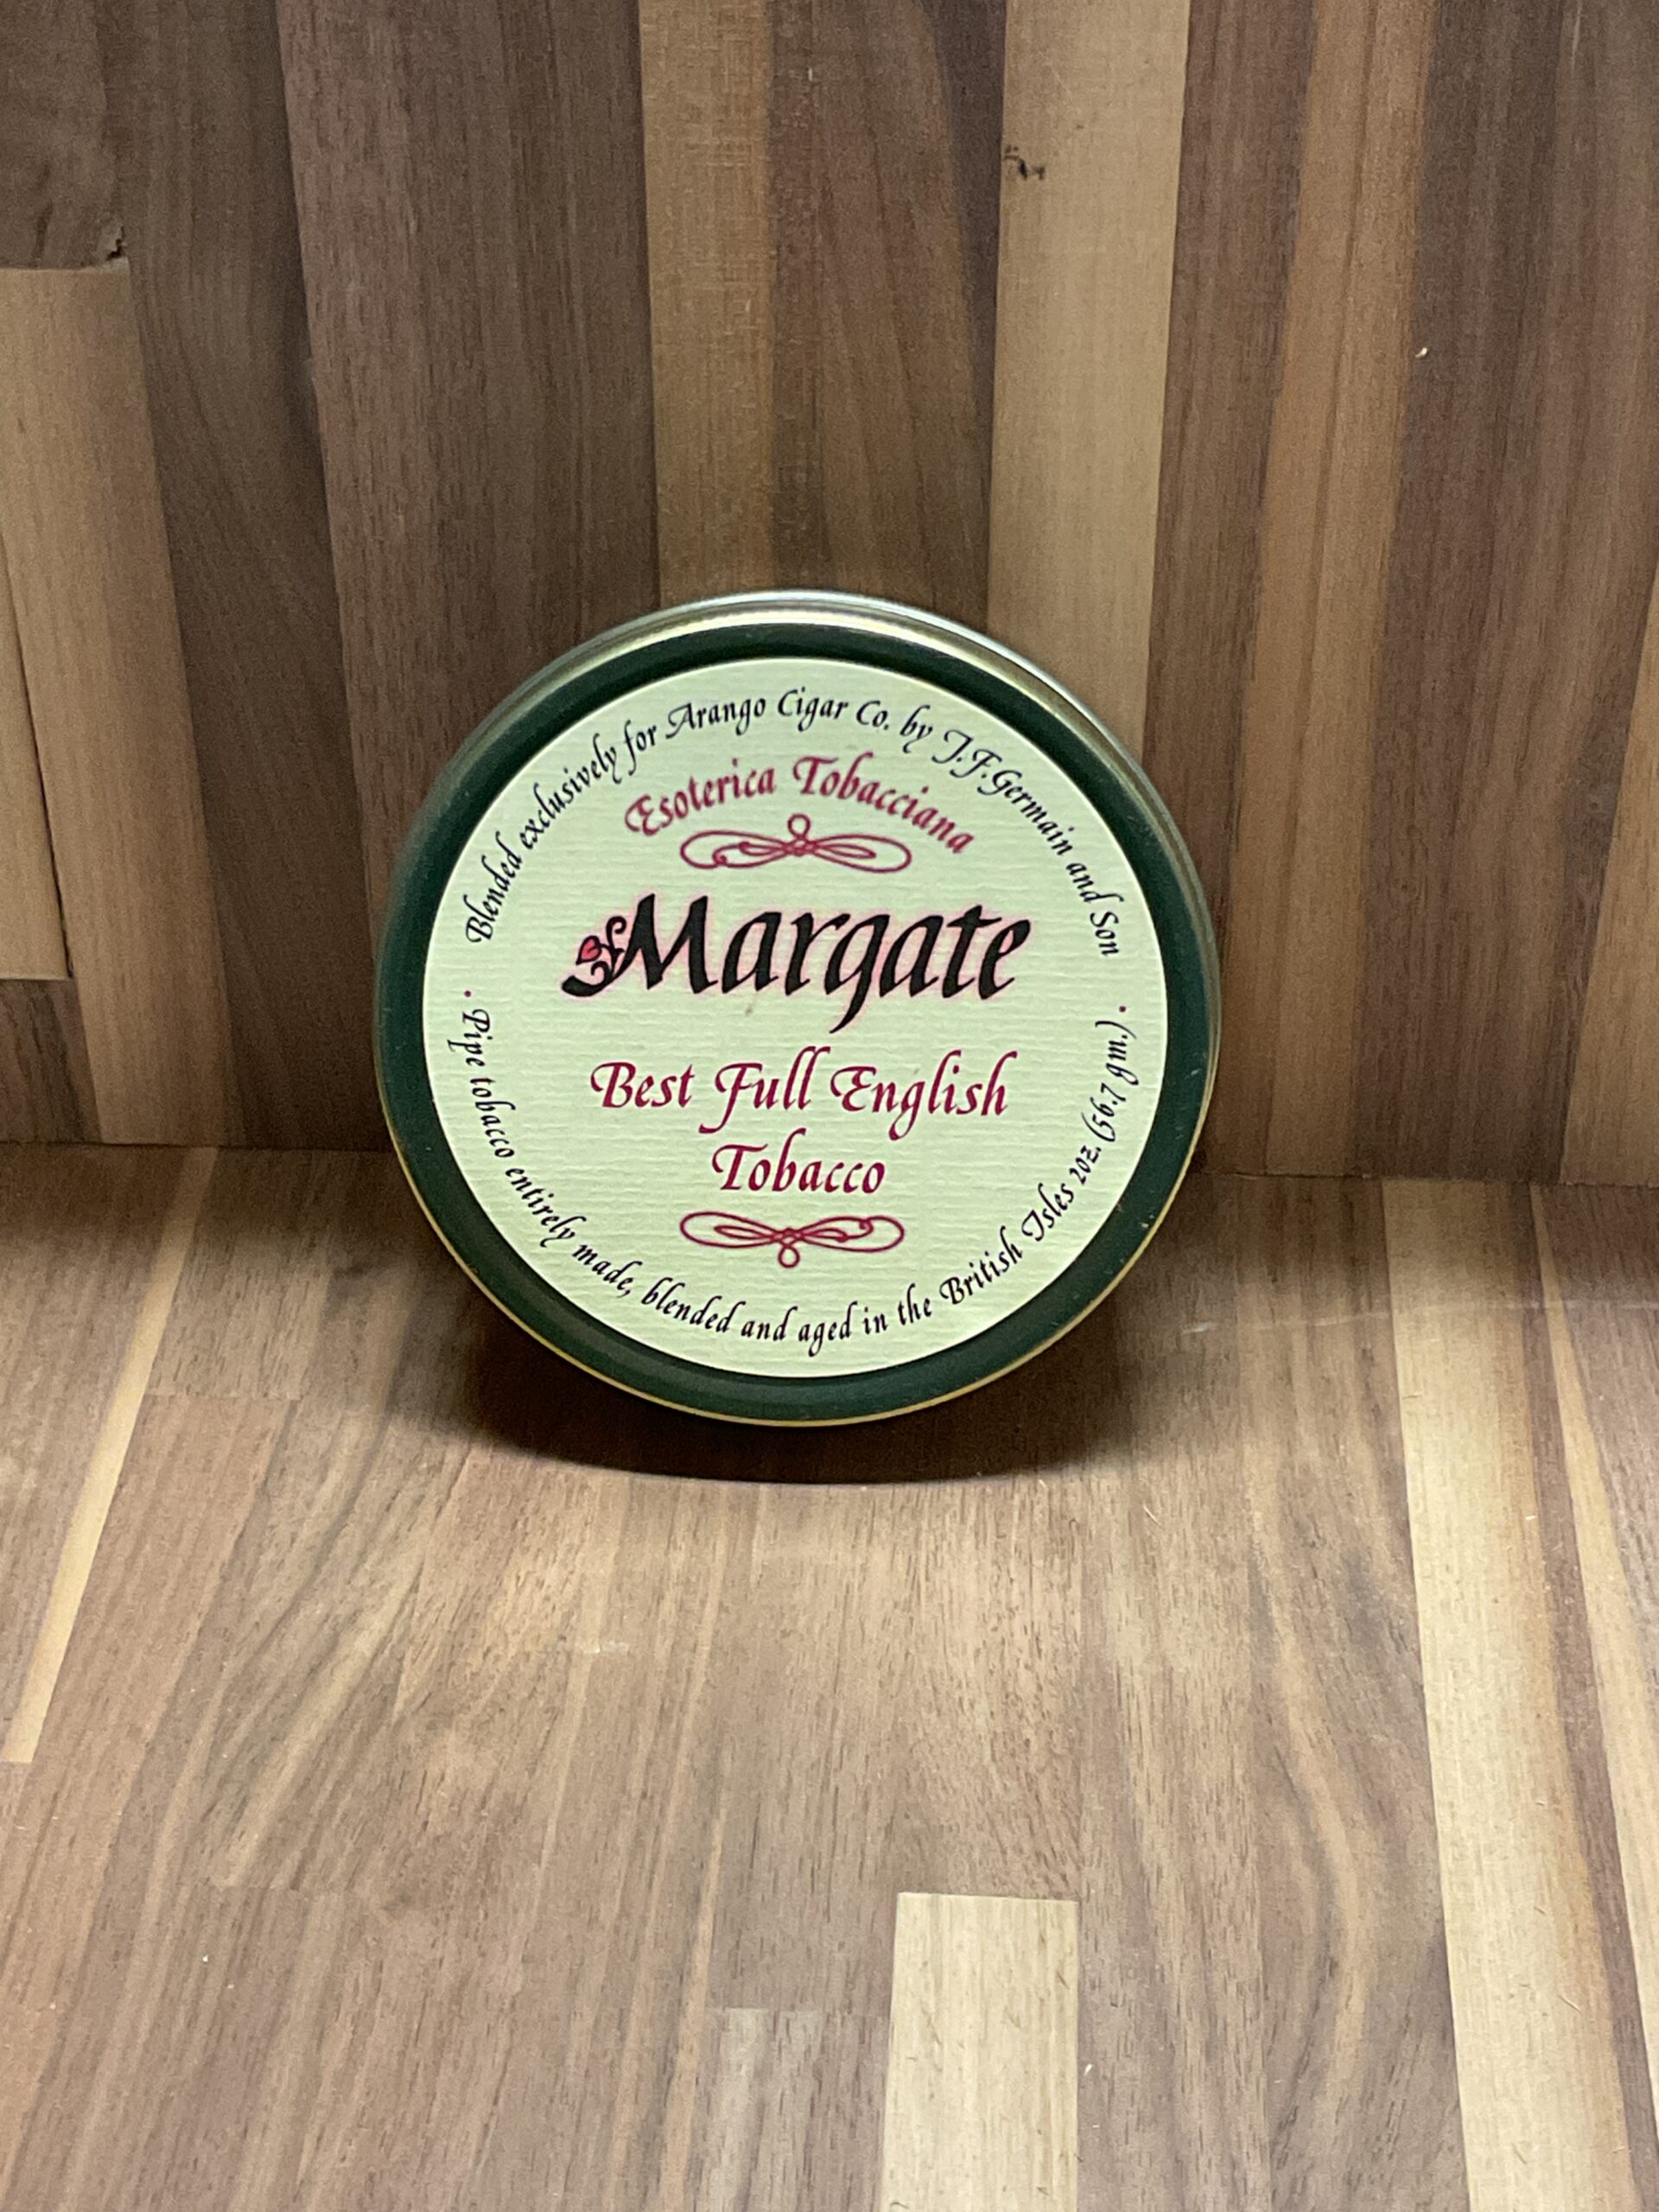 Blended exclusively for Arango Cigar Co. by J.F.Germain and Son
Esoterica Tobacciana
Margate
Best Full English
Tobacco
• Pipe tobacco entirely made, blended and aged in the British Isles 2oz. (56.7 gm.) •